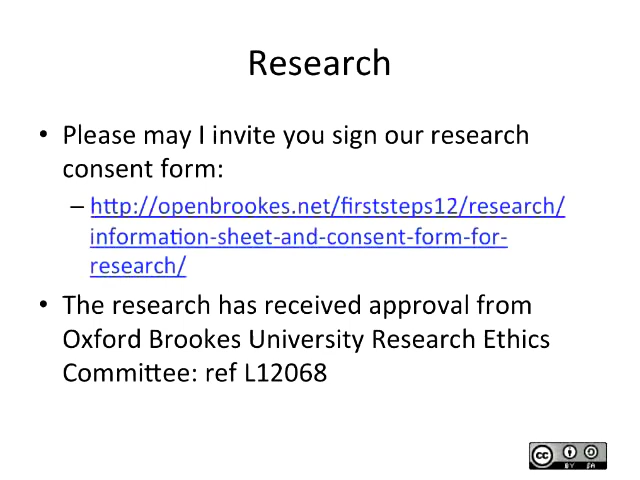 Research
• Please may I invite you sign our research
consent form:
– http://openbrookes.net/firststeps12/research/
information-sheet-and-consent-form-for-
research/
• The research has received approval from
Oxford Brookes University Research Ethics
Committee: ref L12068
cc
BY SA